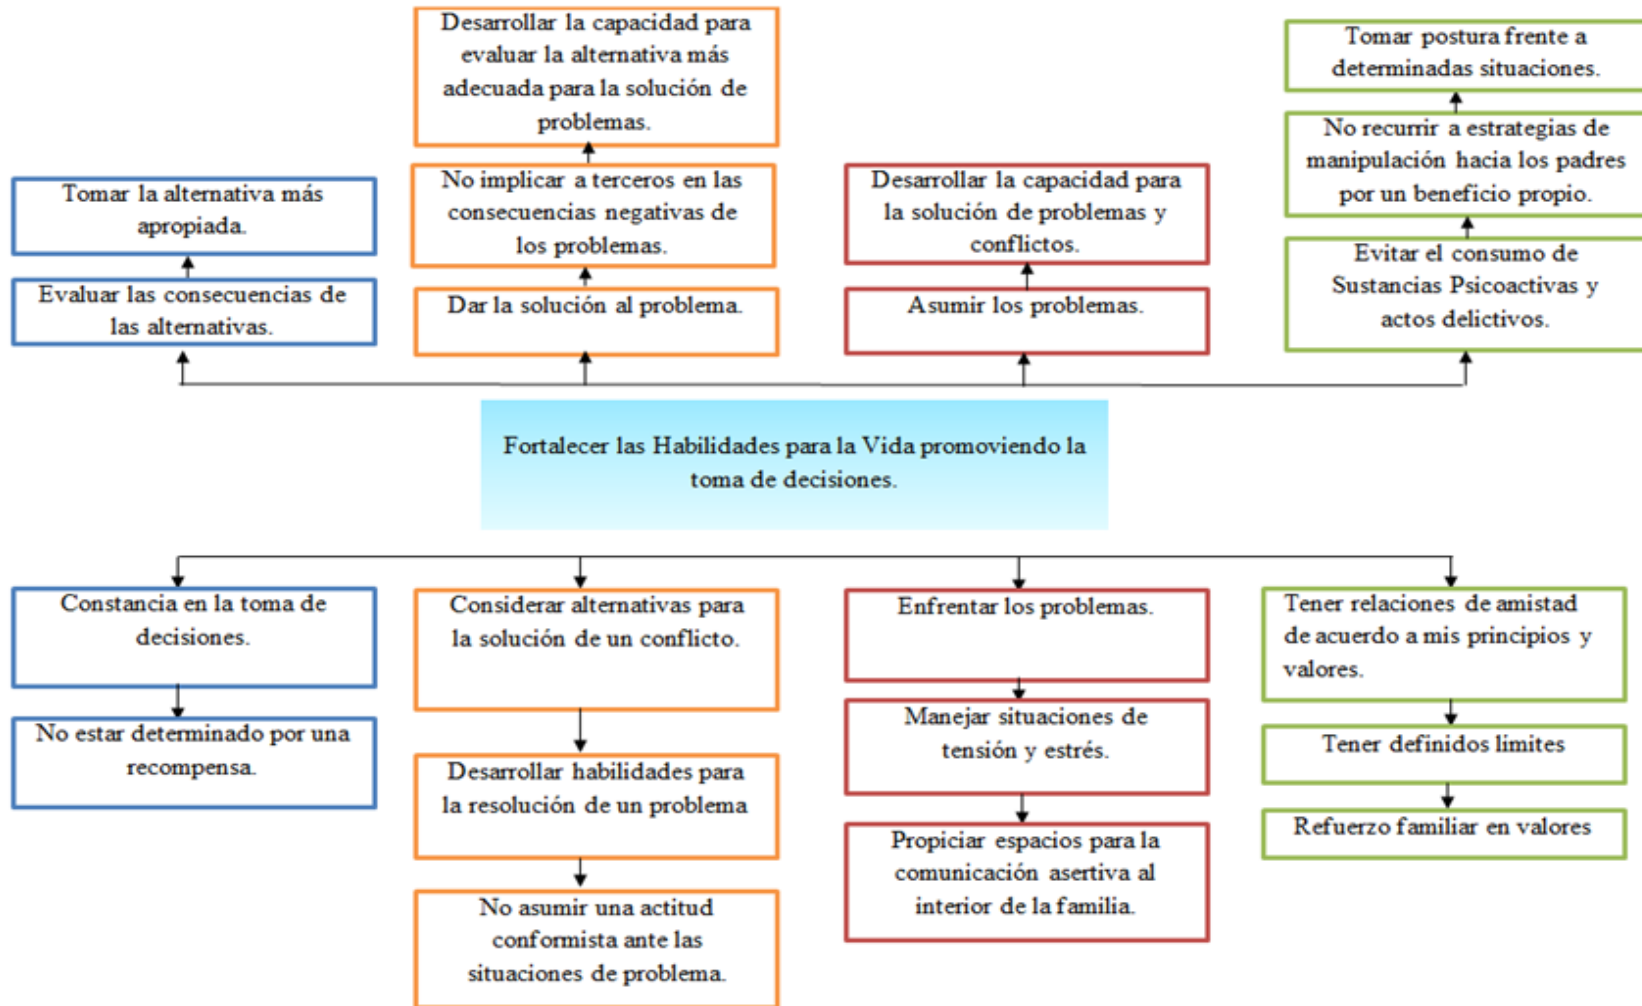 Desarrollar la capacidad para
evaluar la alternativa más
adecuada para la solución de
problemas.
Tomar postura frente a
determinadas situaciones.
No recurrir a estrategias de
manipulación hacia los padres
por un beneficio propio.
Tomar la alternativa más
apropiada.
No implicar a terceros en las
consecuencias negativas de
los problemas.
Desarrollar la capacidad para
la solución de problemas y
conflictos.
Evitar el consumo de
Sustancias Psicoactivas y
actos delictivos.
Evaluar las consecuencias de
las alternativas.
Dar la solución al problema.
Asumir los problemas.
Fortalecer las Habilidades para la Vida promoviendo la
toma de decisiones.
Constancia en la toma de
decisiones.
Considerar alternativas para
la solución de un conflicto.
Enfrentar los problemas.
Tener relaciones de amistad
de acuerdo a mis principios y
valores.
No estar determinado por una
recompensa.
Desarrollar habilidades para
la resolución de un problema
Manejar situaciones de
tensión y estrés.
Tener definidos límites
Propiciar espacios para la
comunicación asertiva al
interior de la familia.
Refuerzo familiar en valores
No asumir una actitud
conformista ante las
situaciones de problema.